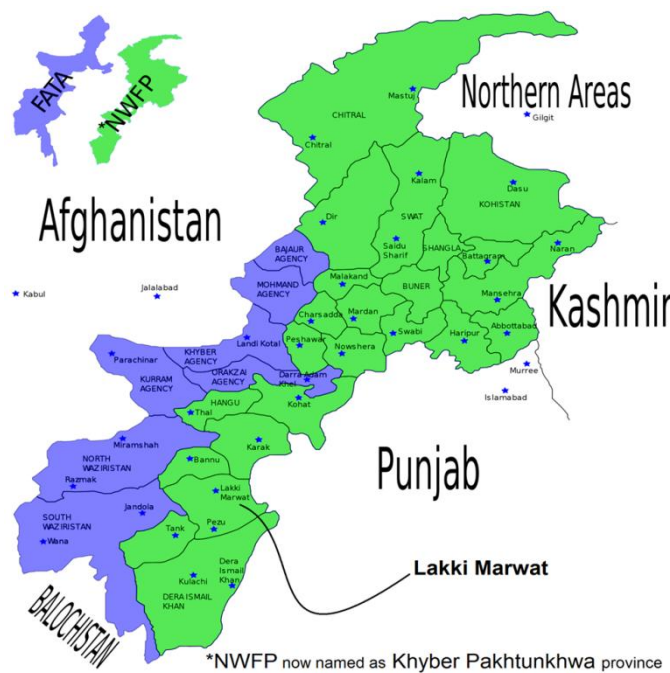 FATA
*NWFP
Northern Areas
Gilgit
Mastuj
CHITRAL
Chitral
Kalam
Dasu
KOHISTAN
Afghanistan
Dir
SWAT
Saidu
Sharif
SHANGLA
Naran
Battagram
BAJAUR
AGENCY
MOHMAND
AGENCY
Malakand
BUNER
Mansehra
Kashmir
Kabul
Jalalabad
Charsadda
Mardan
Swabi
Haripur
Abbottabad
Landi Kotal
Peshawar
Nowshera
Murree
Parachinar
KHYBER
AGENCY
ORAKZAI
AGENCY
Darra Adam
Khel
KURRAM
AGENCY
Islamabad
HANGU
Kohat
Thal
Miramshah
Karak
Punjab
Bannu
NORTH
WAZIRISTAN
Razmak
Lakki
Marwat
Jandola
SOUTH
WAZIRISTAN
Pezu
Tank
Wana
Lakki Marwat
Dera
Ismail
Khan
Kulachi
DERA ISMAIL
KHAN
BALOCHISTAN
*NWFP now named as Khyber Pakhtunkhwa province